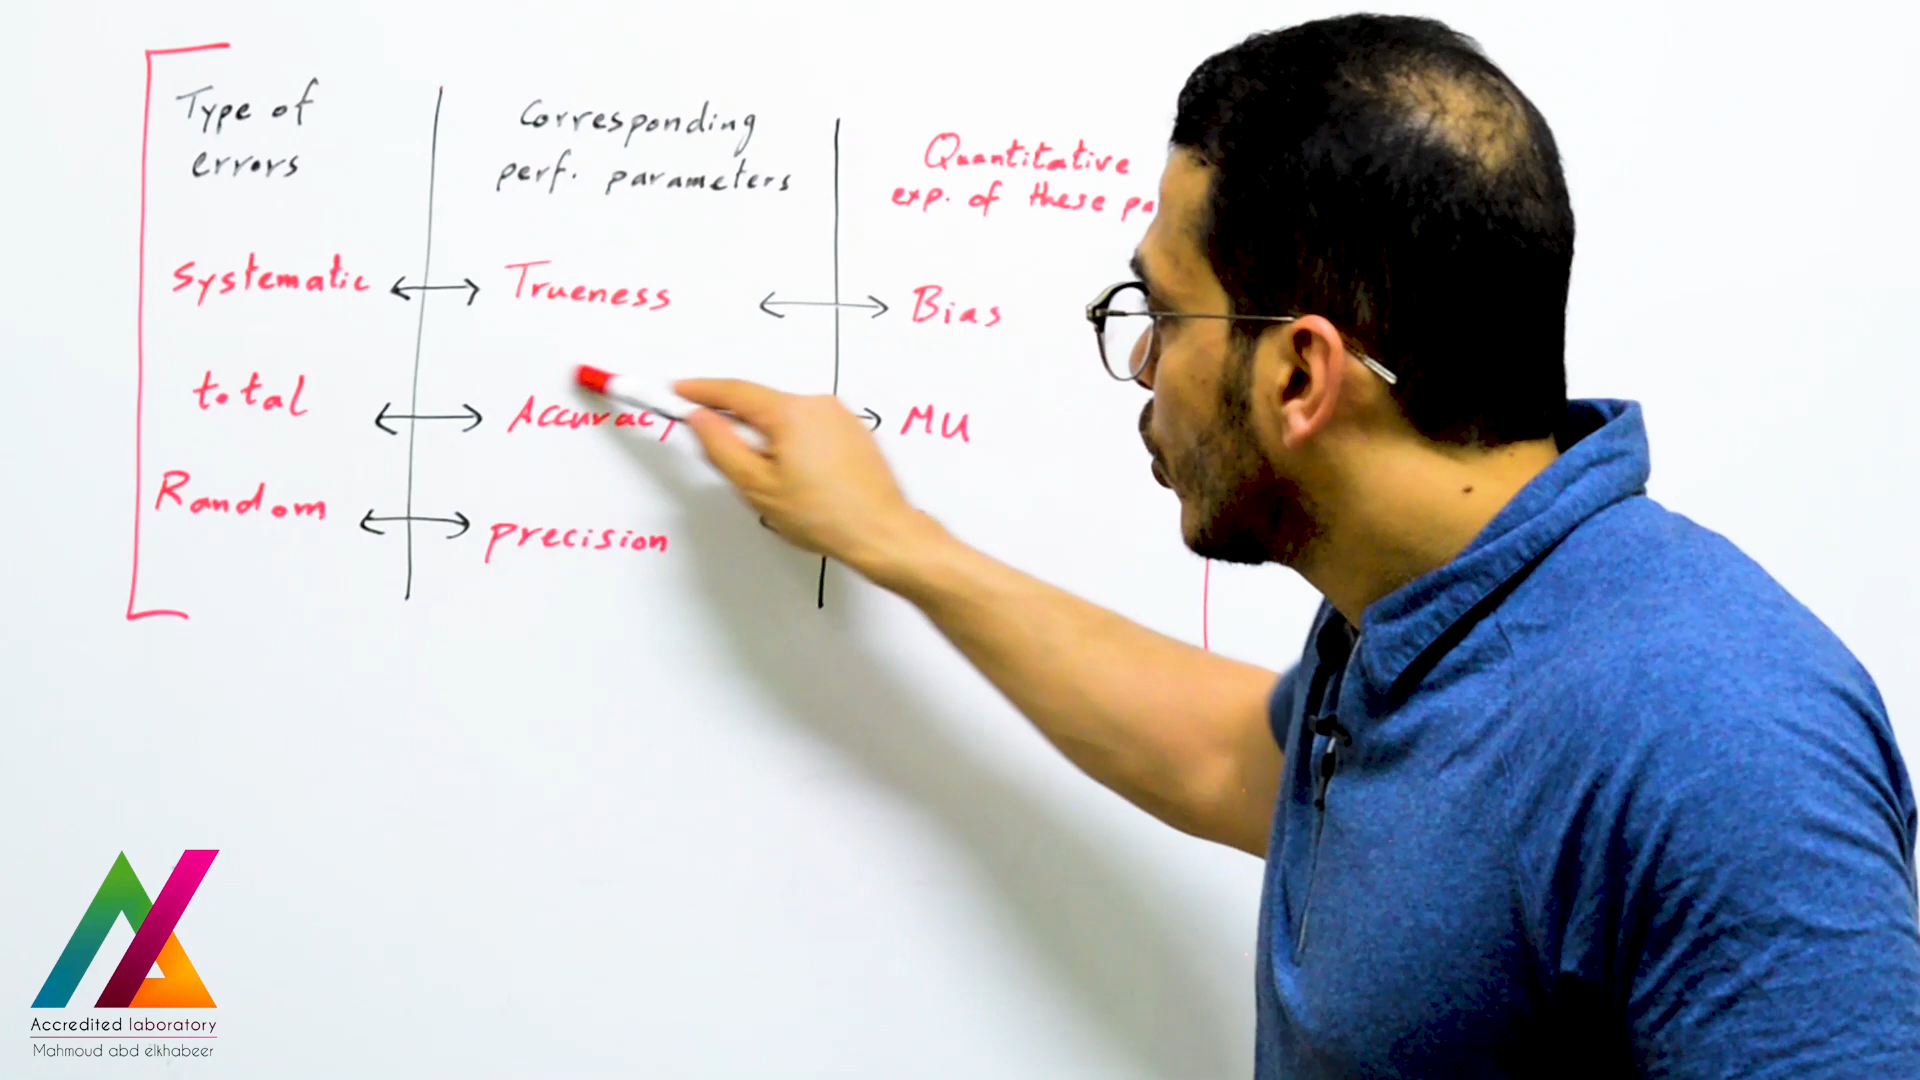 Type of
errors
Corresponding
perf. parameters
Quantitative
exp. of these
Systematic
Trueness
Bias
total
Accuracy
MU
Random
precision
Accredited laboratory
Mahmoud abd elkhabeer